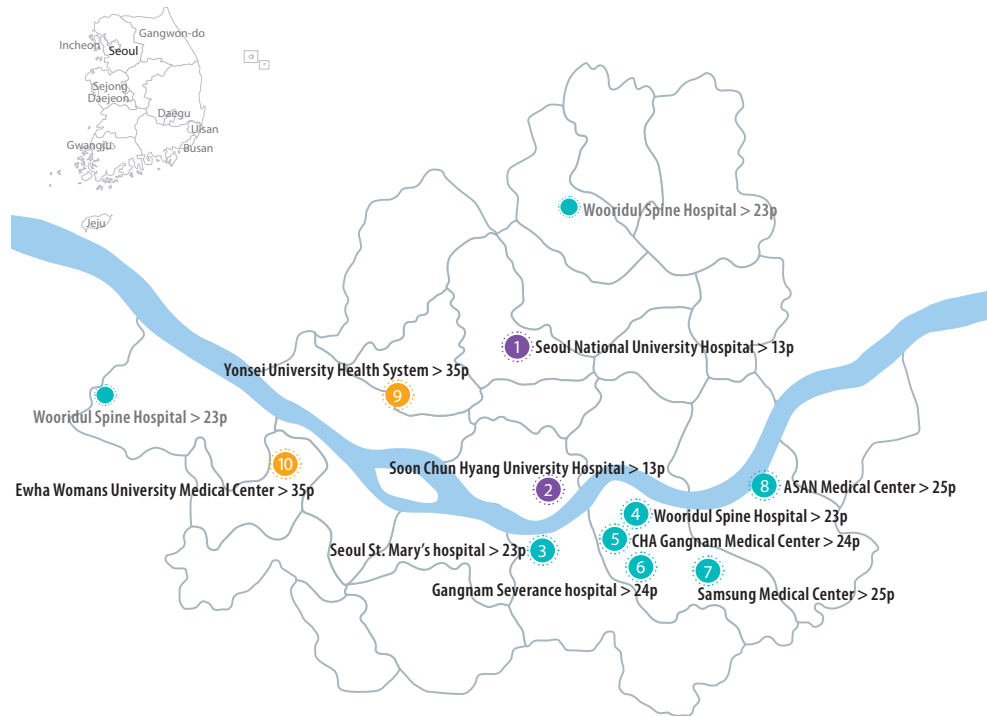 Gangwon-do
Incheon
Seoul
Sejong
Daejeon
Daegu
Ulsan
Gwangju
Busan
Jeju
Wooridul Spine Hospital > 23p
1 Seoul National University Hospital > 13p
Yonsei University Health System > 35p
9
Wooridul Spine Hospital > 23p
10
Ewha Womans University Medical Center > 35p
Soon Chun Hyang University Hospital > 13p
2
8 ASAN Medical Center > 25p
4 Wooridul Spine Hospital > 23p
5 CHA Gangnam Medical Center > 24p
Seoul St. Mary's hospital > 23p 3
6
Gangnam Severance hospital > 24p
7
Samsung Medical Center > 25p